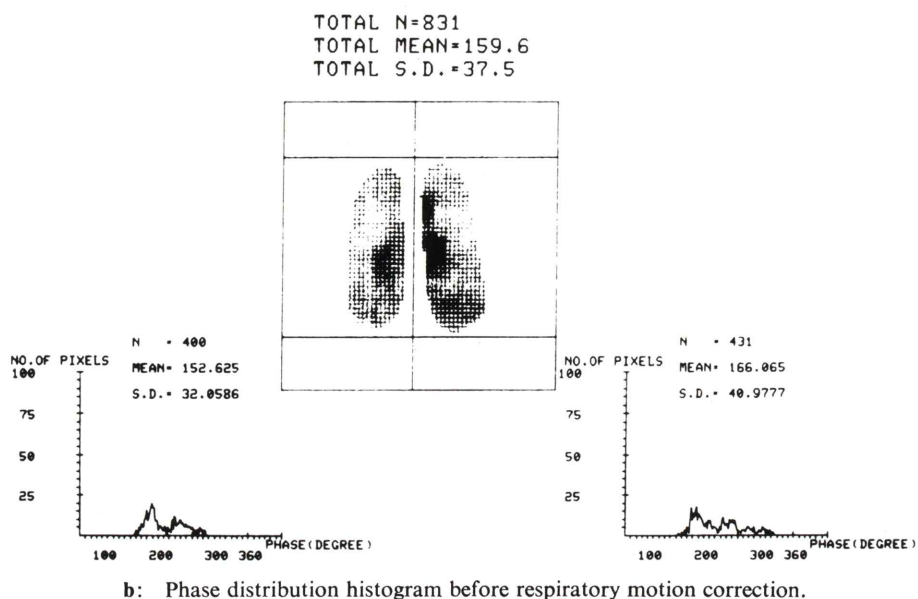 TOTAL N=831
TOTAL MEAN=159.6
TOTAL S.D.=37.5
N = 400
MEAN= 152.625
S.D.= 32.0586
NO.OF PIXELS
100
75
50
25
100 200 300 360
PHASE(DEGREE)
N = 431
MEAN= 166.065
S.D.= 40.9777
NO.OF PIXELS
100
75
50
25
100 200 300 360
PHASE(DEGREE)
b: Phase distribution histogram before respiratory motion correction.